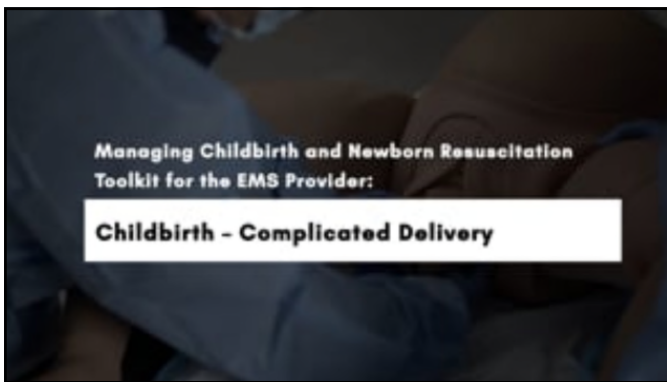 Managing Childbirth and Newborn Resuscitation
Toolkit for the EMS Provider:
Childbirth – Complicated Delivery